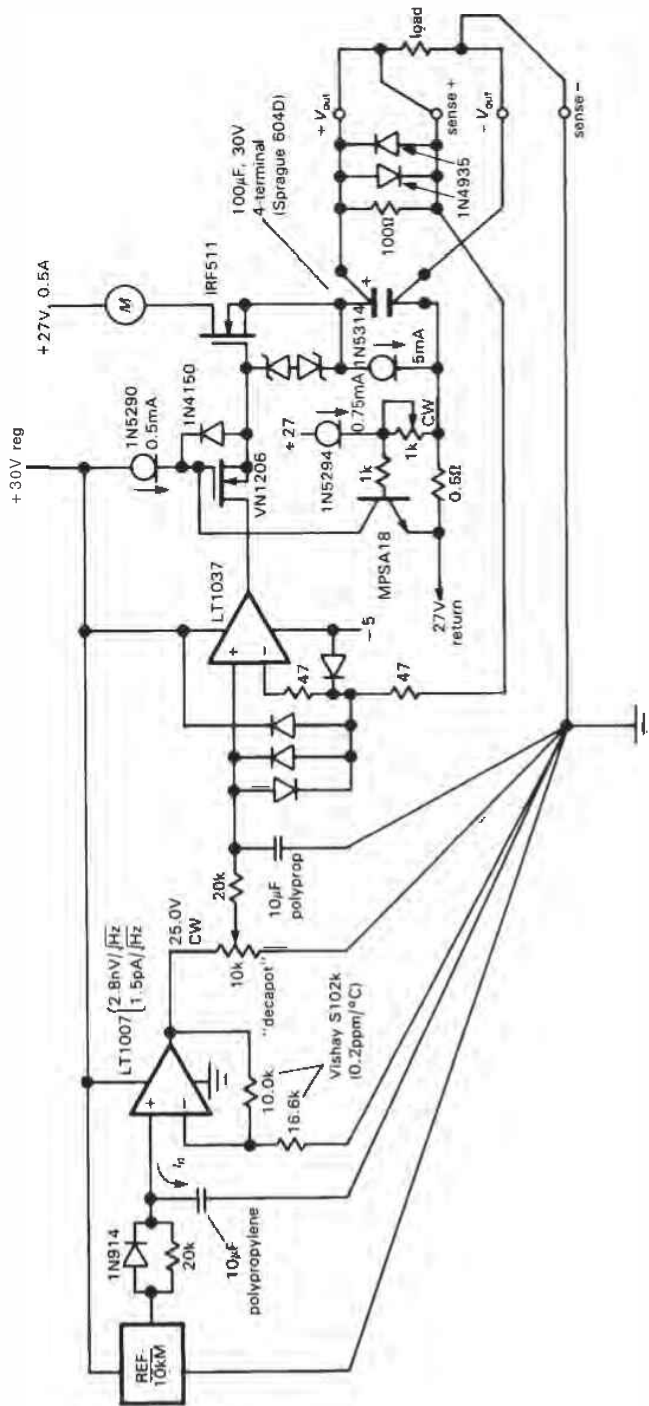 REF-
10kM
1N914
20k
10µF
polypropylene
iₙ
LT1007
2.8nV/√Hz
1.5pA/√Hz
+
−
10.0k
16.6k
Vishay S102k
(0.2ppm/°C)
25.0V
CW
10k
"decapot"
20k
10µF
polyprop
LT1037
+
−
−5
47
47
+30V reg
1N5290
0.5mA
1N4150
VN1206
+27V, 0.5A
M
IRF511
100µF, 30V
4-terminal
(Sprague 604D)
+27
1N5294
0.75mA
1k
1k
CW
MPSA18
0.5Ω
27V
return
1N5314
5mA
+
100Ω
1N4935
+ Vout
sense+
− Vout
sense −
load